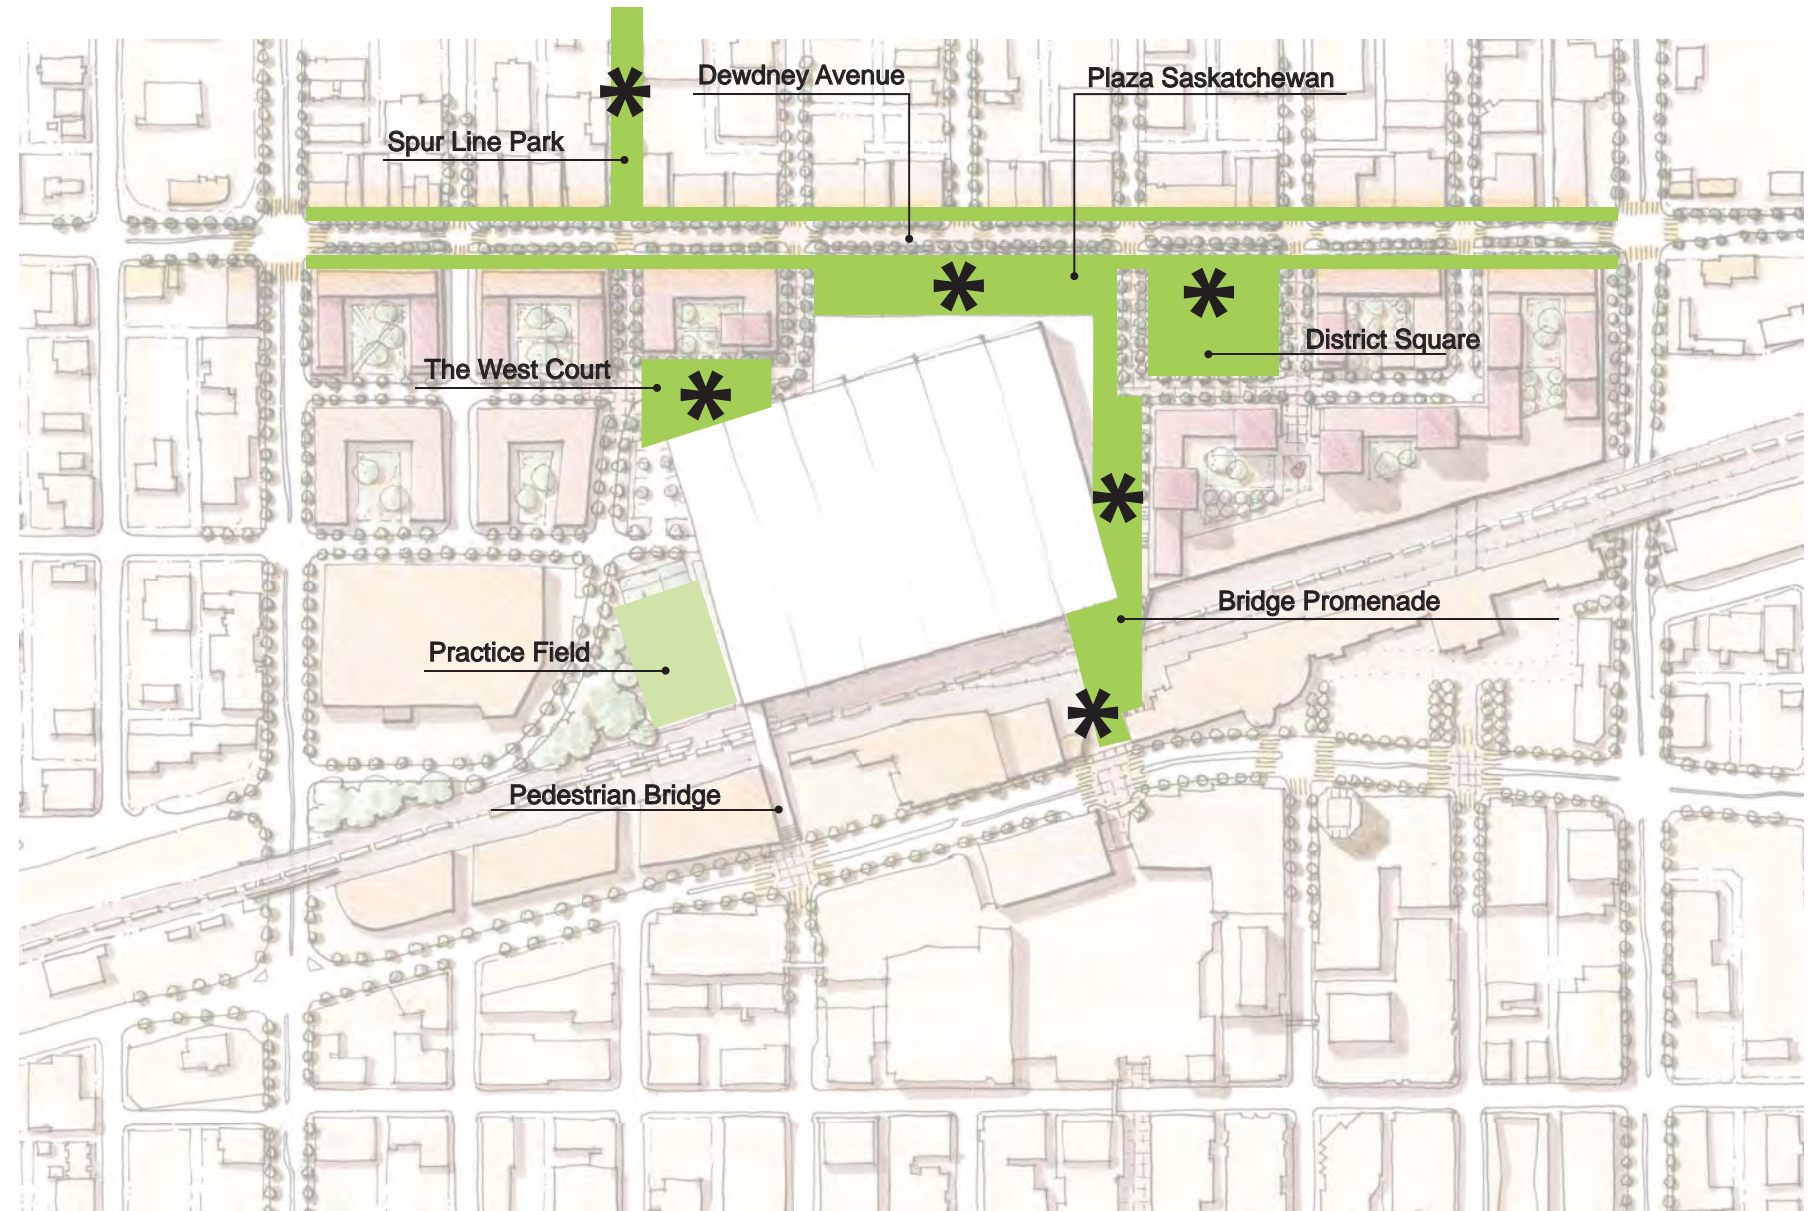 Dewdney Avenue
Plaza Saskatchewan
Spur Line Park
District Square
The West Court
Bridge Promenade
Practice Field
Pedestrian Bridge